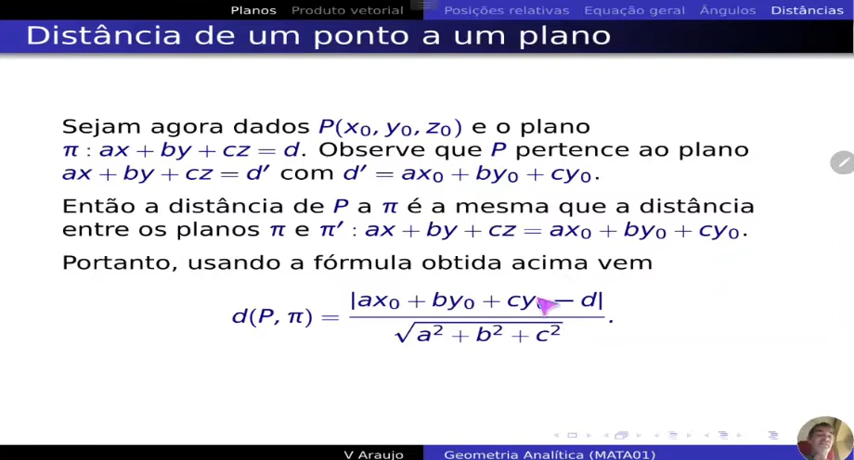 Planos Produto vetorial Posições relativas Equação geral Ângulos Distâncias
Distância de um ponto a um plano
Sejam agora dados P(x₀, y₀, z₀) e o plano
π : ax + by + cz = d. Observe que P pertence ao plano
ax + by + cz = d′ com d′ = ax₀ + by₀ + cy₀.
Então a distância de P a π é a mesma que a distância
entre os planos π e π′ : ax + by + cz = ax₀ + by₀ + cy₀.
Portanto, usando a fórmula obtida acima vem
d(P, π) = |ax₀ + by₀ + cy₀ − d| / √(a² + b² + c²).
V Araujo Geometria Analítica (MATA01)